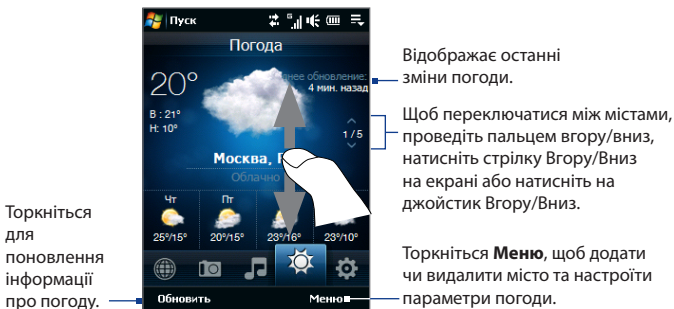 Пуск
Погода
20°
нее обновление:
4 мин. назад
В : 21°
Н: 10°
1 / 5
Москва,
Облачно
Чт
Пт
25°/15°
20°/15°
23°/16°
23°/10°
Обновить
Меню
Відображає останні
зміни погоди.
Щоб переключатися між містами,
проведіть пальцем вгору/вниз,
натисніть стрілку Вгору/Вниз
на екрані або натисніть на
джойстик Вгору/Вниз.
Торкніться Меню, щоб додати
чи видалити місто та настроїти
параметри погоди.
Торкніться
для
поновлення
інформації
про погоду.